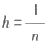 h = 1/n